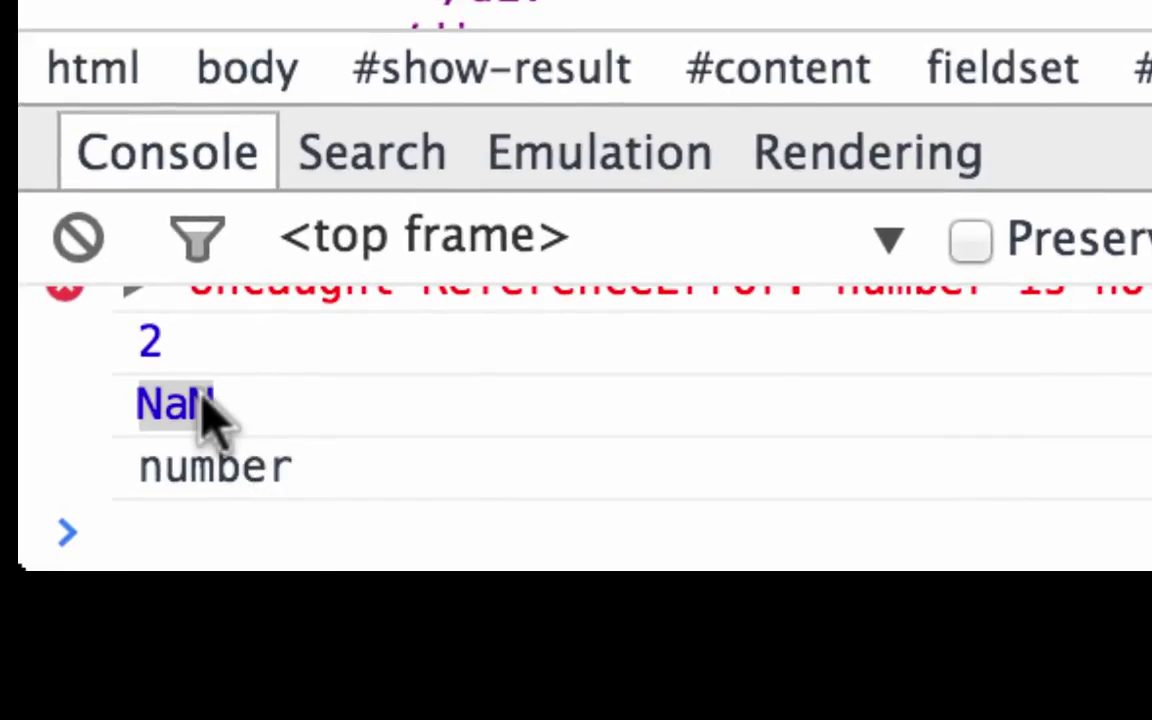 html body #show-result #content fieldset #
Console Search Emulation Rendering
<top frame> Preserv
Uncaught ReferenceError: number is no
2
NaN
number
>